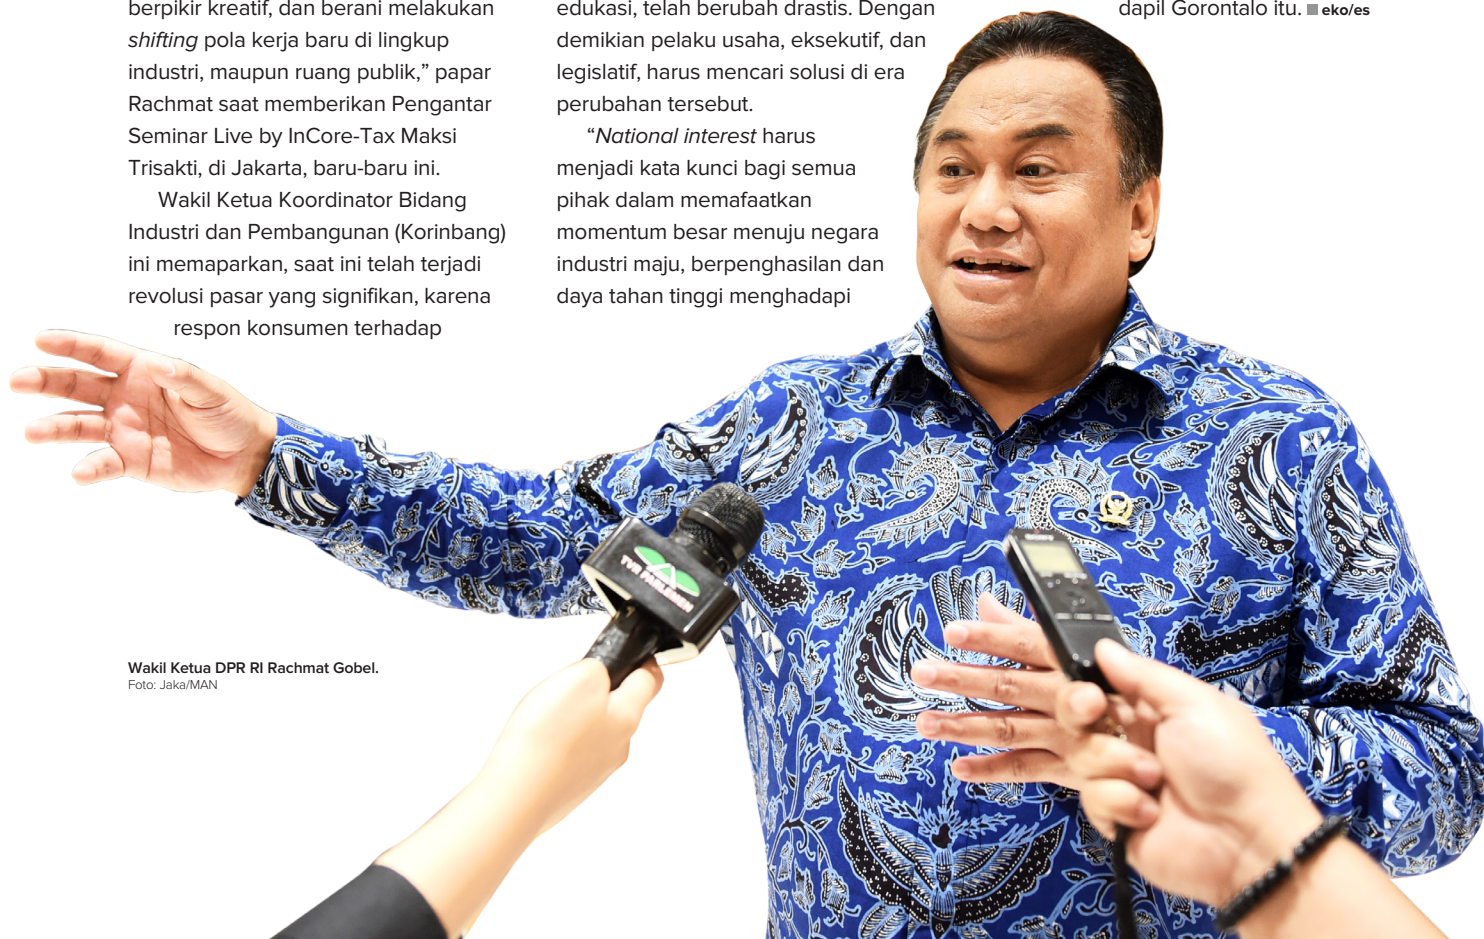 berpikir kreatif, dan berani melakukan
shifting pola kerja baru di lingkup
industri, maupun ruang publik,” papar
Rachmat saat memberikan Pengantar
Seminar Live by InCore-Tax Maksi
Trisakti, di Jakarta, baru-baru ini.
Wakil Ketua Koordinator Bidang
Industri dan Pembangunan (Korinbang)
ini memaparkan, saat ini telah terjadi
revolusi pasar yang signifikan, karena
respon konsumen terhadap
edukasi, telah berubah drastis. Dengan
demikian pelaku usaha, eksekutif, dan
legislatif, harus mencari solusi di era
perubahan tersebut.
“National interest harus
menjadi kata kunci bagi semua
pihak dalam memafaatkan
momentum besar menuju negara
industri maju, berpenghasilan dan
daya tahan tinggi menghadapi
dapil Gorontalo itu. ■ eko/es
TVR PARLEMEN
SONY
Wakil Ketua DPR RI Rachmat Gobel.
Foto: Jaka/MAN